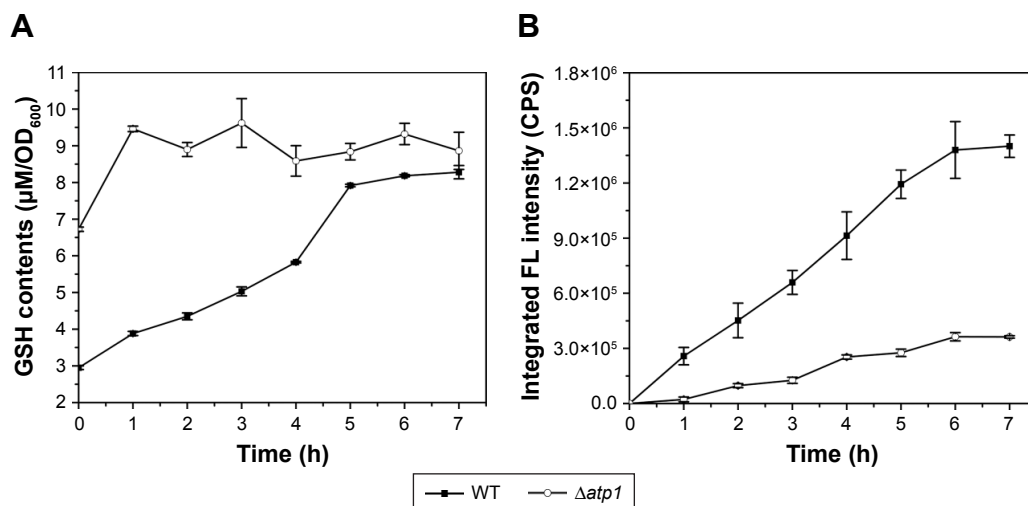 A
GSH contents (µM/OD₆₀₀)
11
10
9
8
7
6
5
4
3
2
0 1 2 3 4 5 6 7
Time (h)
B
Integrated FL intensity (CPS)
1.8×10⁶
1.5×10⁶
1.2×10⁶
9.0×10⁵
6.0×10⁵
3.0×10⁵
0.0
0 1 2 3 4 5 6 7
Time (h)
WT Δatp1